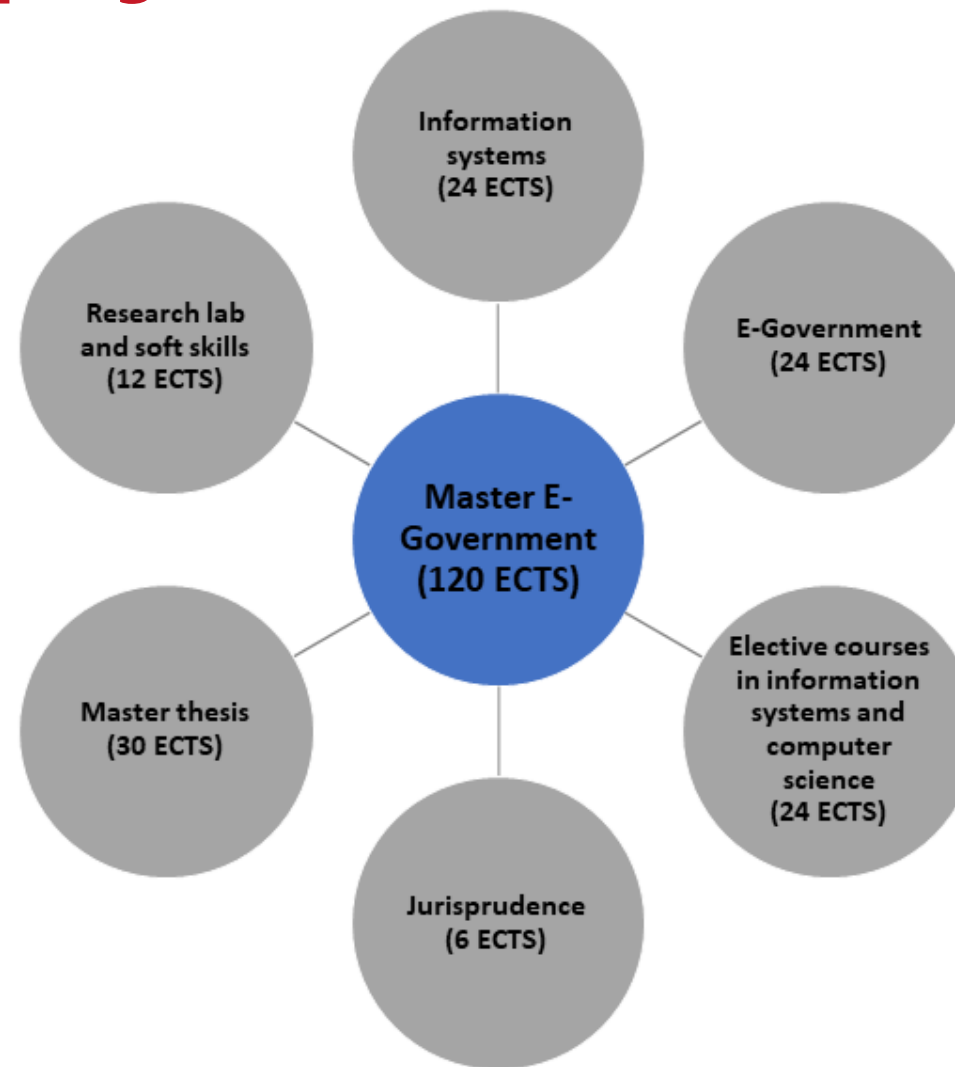 Information
systems
(24 ECTS)
E-Government
(24 ECTS)
Elective courses
in information
systems and
computer
science
(24 ECTS)
Jurisprudence
(6 ECTS)
Master thesis
(30 ECTS)
Research lab
and soft skills
(12 ECTS)
Master E-
Government
(120 ECTS)